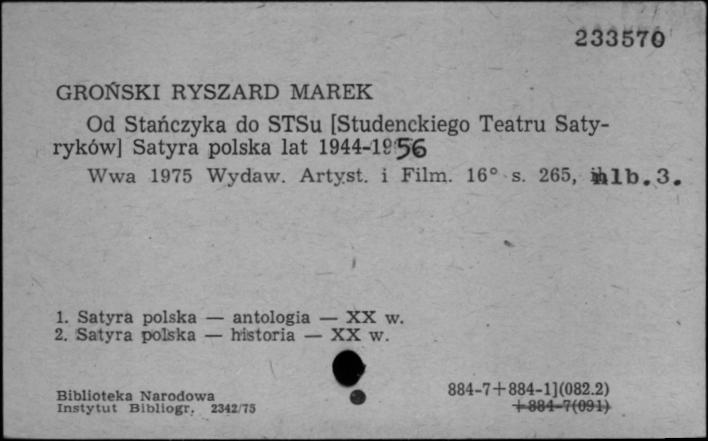 233570
GROŃSKI RYSZARD MAREK
Od Stańczyka do STSu [Studenckiego Teatru Saty-
ryków] Satyra polska lat 1944-1956
Wwa 1975 Wydaw. Artyst. i Film. 16° s. 265, nlb.3.
1. Satyra polska — antologia — XX w.
2. Satyra polska — historia — XX w.
884-7+884-1](082.2)
Biblioteka Narodowa
+884-7(091)
Instytut Bibliogr. 2342/75